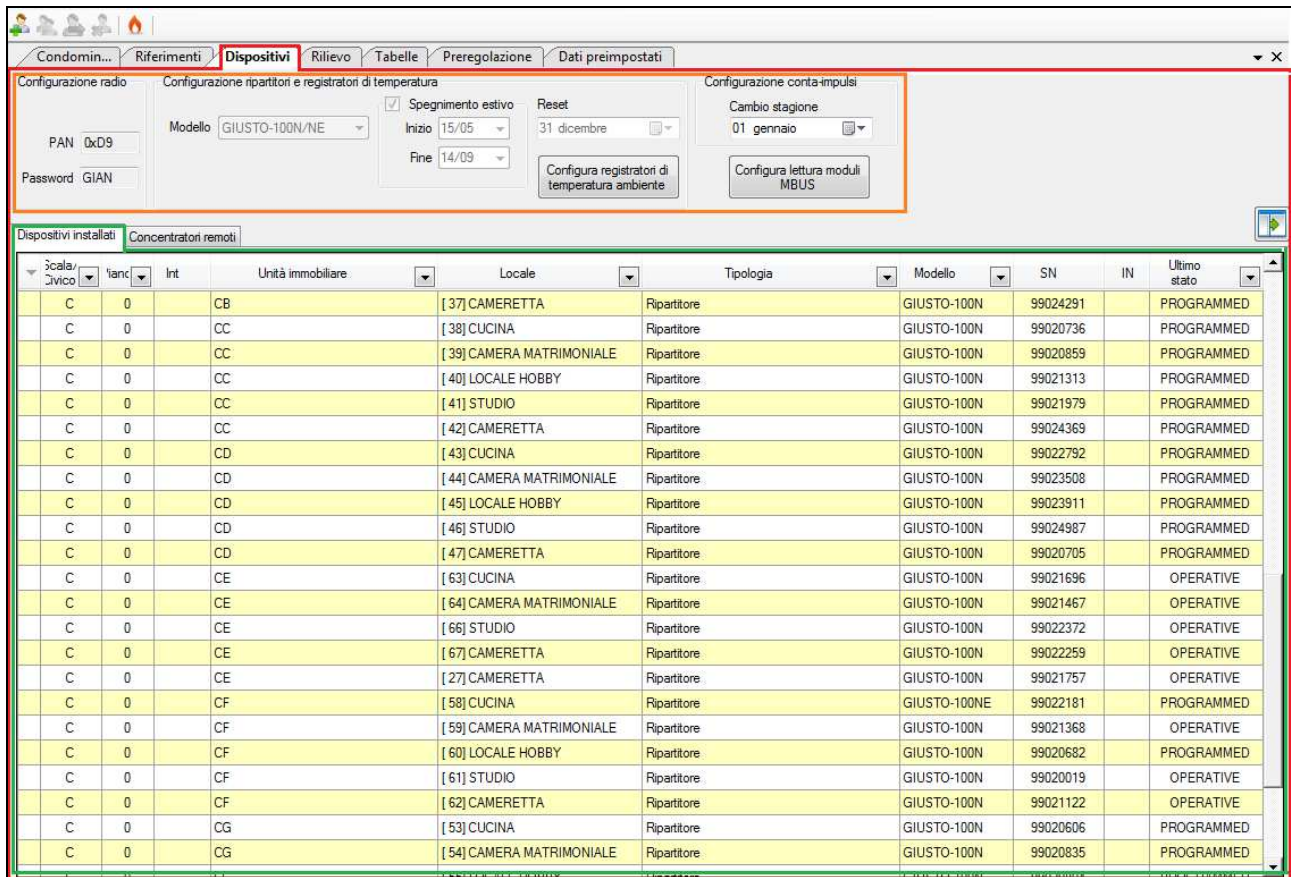 Condomin... Riferimenti Dispositivi Rilievo Tabelle Preregolazione Dati preimpostati
Configurazione radio Configurazione ripartitori e registratori di temperatura Configurazione conta-impulsi
Spegnimento estivo Reset Cambio stagione
Modello GIUSTO-100N/NE Inizio 15/05 31 dicembre 01 gennaio
PAN 0xD9
Fine 14/09
Password GIAN
Configura registratori di temperatura ambiente
Configura lettura moduli MBUS
Dispositivi installati Concentratori remoti
Scala/ Civico Int Unità immobiliare Locale Tipologia Modello SN IN Ultimo stato
C 0 CB [ 37] CAMERETTA Ripartitore GIUSTO-100N 99024291 PROGRAMMED
C 0 CC [ 38] CUCINA Ripartitore GIUSTO-100N 99020736 PROGRAMMED
C 0 CC [ 39] CAMERA MATRIMONIALE Ripartitore GIUSTO-100N 99020859 PROGRAMMED
C 0 CC [ 40] LOCALE HOBBY Ripartitore GIUSTO-100N 99021313 PROGRAMMED
C 0 CC [ 41] STUDIO Ripartitore GIUSTO-100N 99021979 PROGRAMMED
C 0 CC [ 42] CAMERETTA Ripartitore GIUSTO-100N 99024369 PROGRAMMED
C 0 CD [ 43] CUCINA Ripartitore GIUSTO-100N 99022792 PROGRAMMED
C 0 CD [ 44] CAMERA MATRIMONIALE Ripartitore GIUSTO-100N 99023508 PROGRAMMED
C 0 CD [ 45] LOCALE HOBBY Ripartitore GIUSTO-100N 99023911 PROGRAMMED
C 0 CD [ 46] STUDIO Ripartitore GIUSTO-100N 99024987 PROGRAMMED
C 0 CD [ 47] CAMERETTA Ripartitore GIUSTO-100N 99020705 PROGRAMMED
C 0 CE [ 63] CUCINA Ripartitore GIUSTO-100N 99021696 OPERATIVE
C 0 CE [ 64] CAMERA MATRIMONIALE Ripartitore GIUSTO-100N 99021467 OPERATIVE
C 0 CE [ 66] STUDIO Ripartitore GIUSTO-100N 99022372 OPERATIVE
C 0 CE [ 67] CAMERETTA Ripartitore GIUSTO-100N 99022259 OPERATIVE
C 0 CE [ 27] CAMERETTA Ripartitore GIUSTO-100N 99021757 OPERATIVE
C 0 CF [ 58] CUCINA Ripartitore GIUSTO-100NE 99022181 PROGRAMMED
C 0 CF [ 59] CAMERA MATRIMONIALE Ripartitore GIUSTO-100N 99021368 OPERATIVE
C 0 CF [ 60] LOCALE HOBBY Ripartitore GIUSTO-100N 99020682 PROGRAMMED
C 0 CF [ 61] STUDIO Ripartitore GIUSTO-100N 99020019 OPERATIVE
C 0 CF [ 62] CAMERETTA Ripartitore GIUSTO-100N 99021122 OPERATIVE
C 0 CG [ 53] CUCINA Ripartitore GIUSTO-100N 99020606 PROGRAMMED
C 0 CG [ 54] CAMERA MATRIMONIALE Ripartitore GIUSTO-100N 99020835 PROGRAMMED